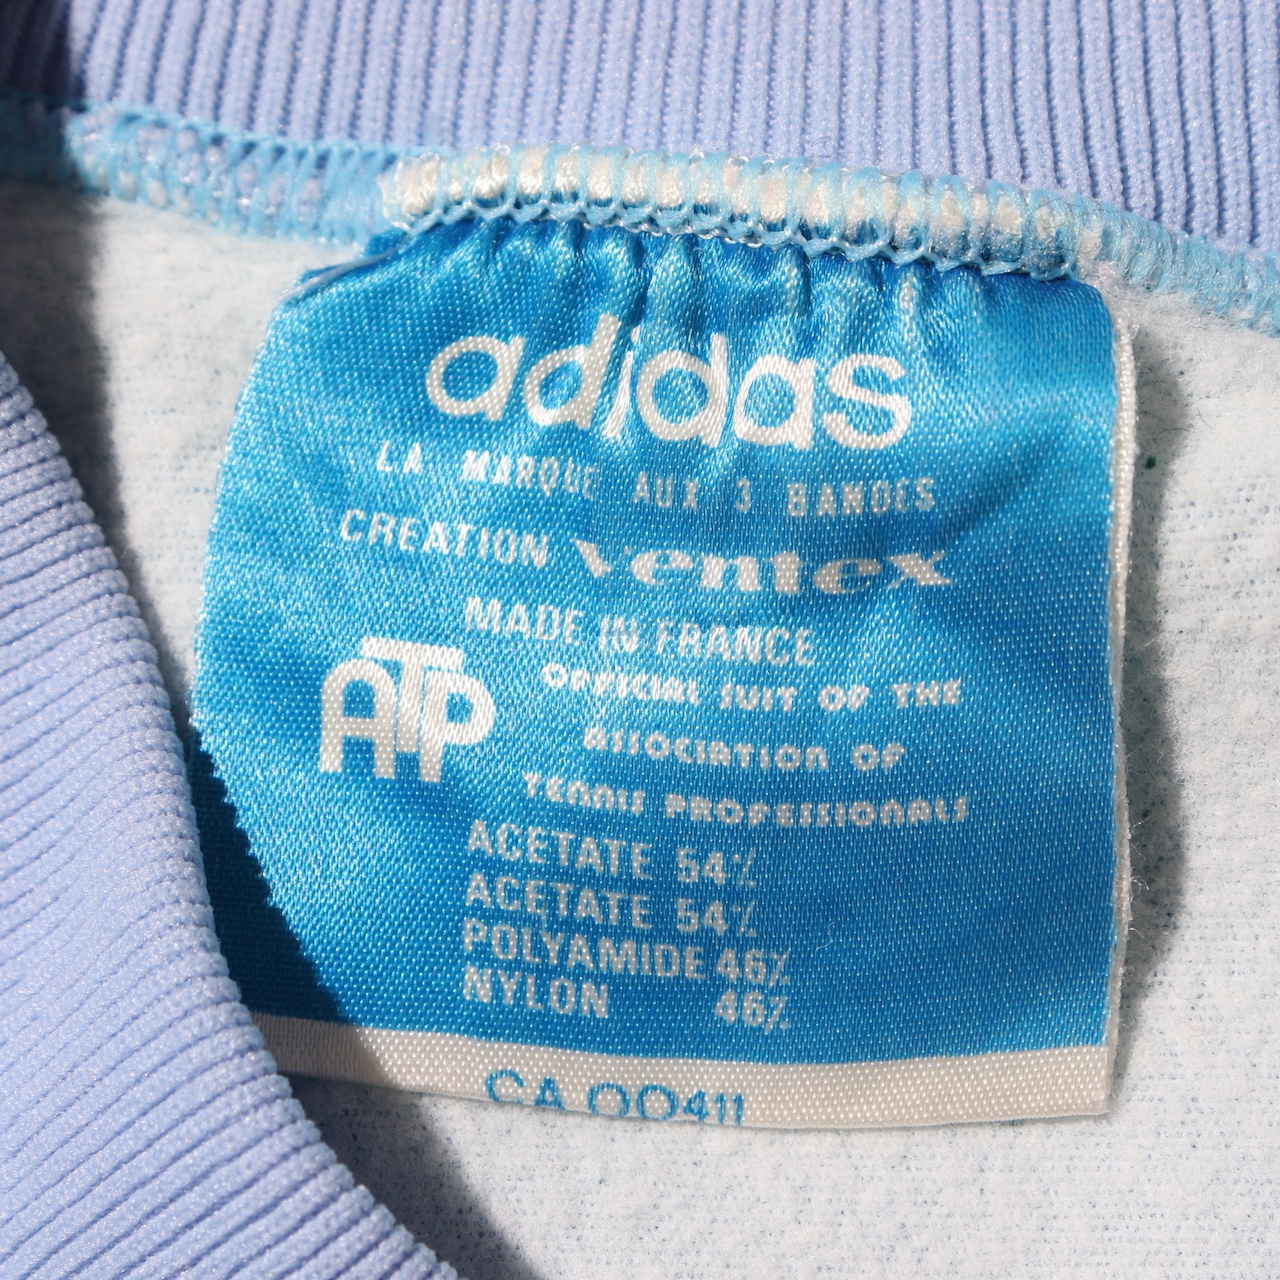 adidas
LA MARQUE AUX 3 BANDES
CREATION ventex
MADE IN FRANCE
ATP
OFFICIAL SUIT OF THE
ASSOCIATION OF
TENNIS PROFESSIONALS
ACETATE 54%
ACETATE 54%
POLYAMIDE 46%
NYLON 46%
CA 00411